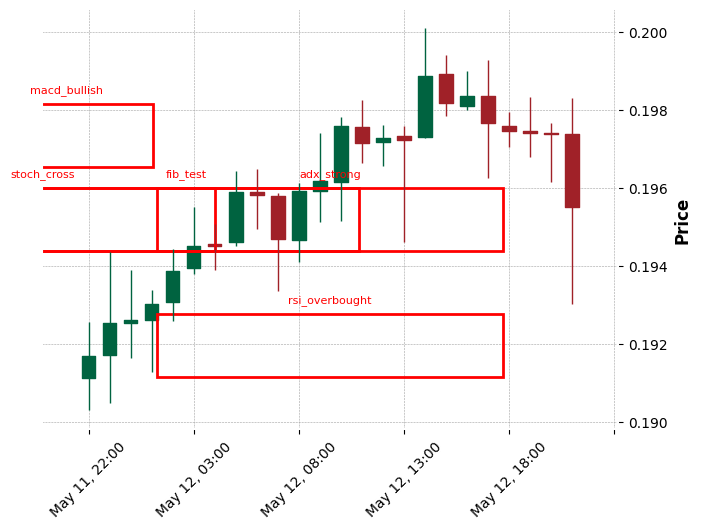 0.200
macd_bullish
0.198
stoch_cross fib_test adx_strong
0.196
Price
0.194
rsi_overbought
0.192
0.190
May 11, 22:00 May 12, 03:00 May 12, 08:00 May 12, 13:00 May 12, 18:00